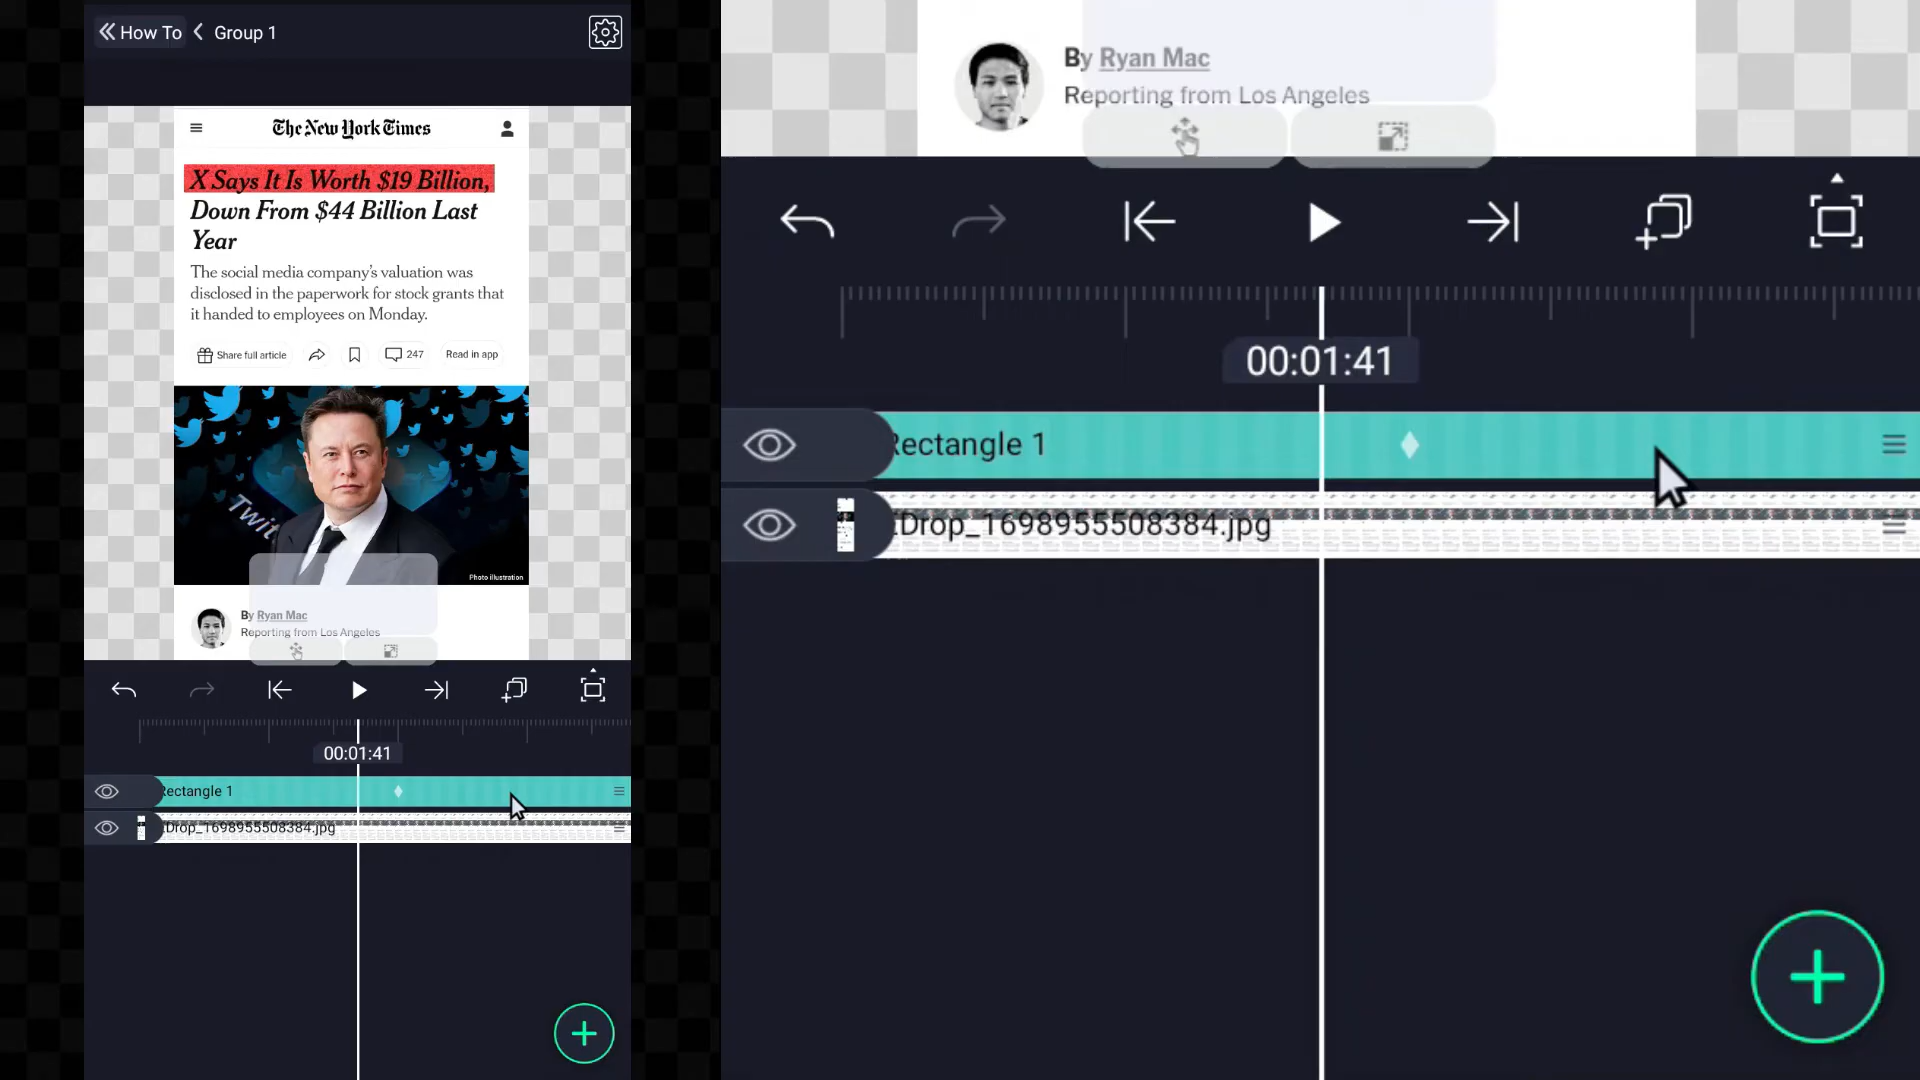 How To
Group 1
The New York Times
X Says It Is Worth $19 Billion,
Down From $44 Billion Last
Year
The social media company's valuation was
disclosed in the paperwork for stock grants that
it handed to employees on Monday.
Share full article
247
Read in app
Twit
Photo illustration
By Ryan Mac
Reporting from Los Angeles
00:01:41
Rectangle 1
Drop_1698955508384.jpg
By Ryan Mac
Reporting from Los Angeles
00:01:41
Rectangle 1
Drop_1698955508384.jpg